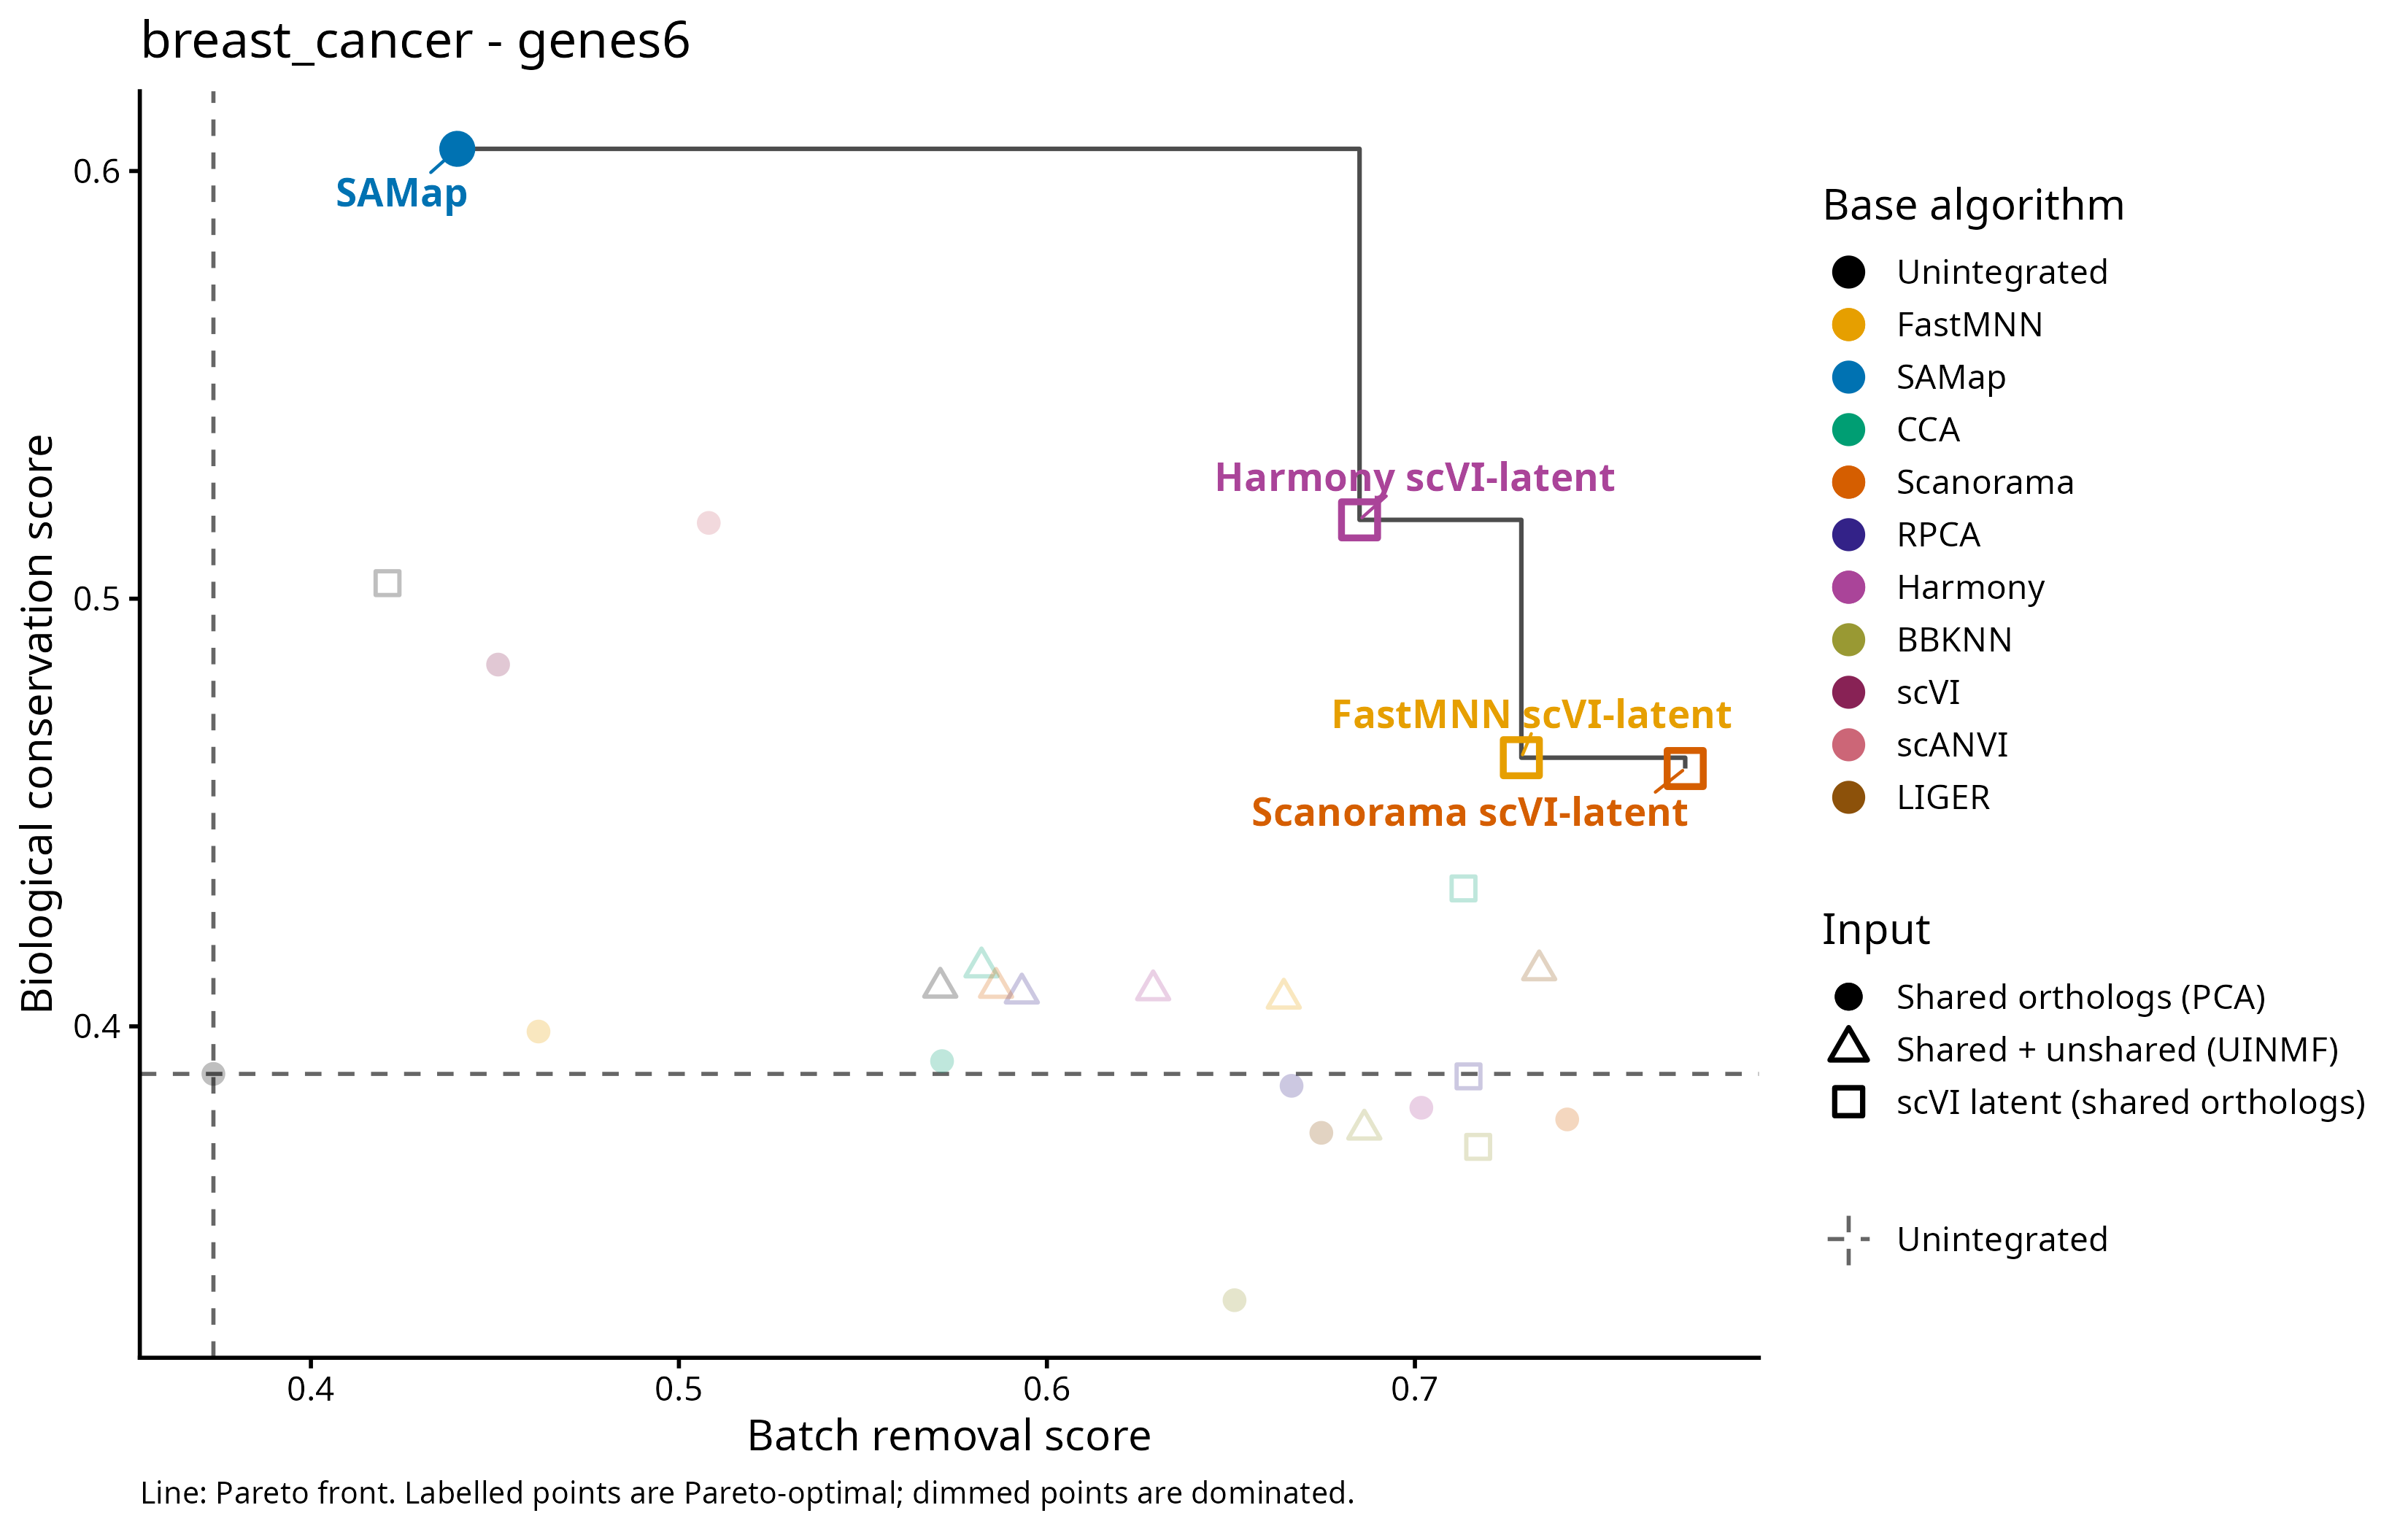 breast_cancer - genes6
Biological conservation score
0.6
0.5
0.4
SAMap
Harmony scVI-latent
FastMNN scVI-latent
Scanorama scVI-latent
0.4
0.5
0.6
0.7
Batch removal score
Line: Pareto front. Labelled points are Pareto-optimal; dimmed points are dominated.
Base algorithm
Unintegrated
FastMNN
SAMap
CCA
Scanorama
RPCA
Harmony
BBKNN
scVI
scANVI
LIGER
Input
Shared orthologs (PCA)
Shared + unshared (UINMF)
scVI latent (shared orthologs)
Unintegrated